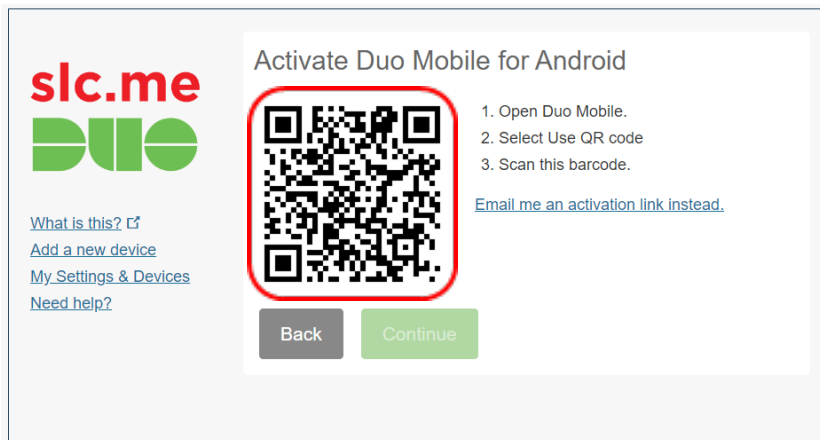 slc.me
DUO
What is this?
Add a new device
My Settings & Devices
Need help?
Activate Duo Mobile for Android
1. Open Duo Mobile.
2. Select Use QR code
3. Scan this barcode.
Email me an activation link instead.
Back
Continue